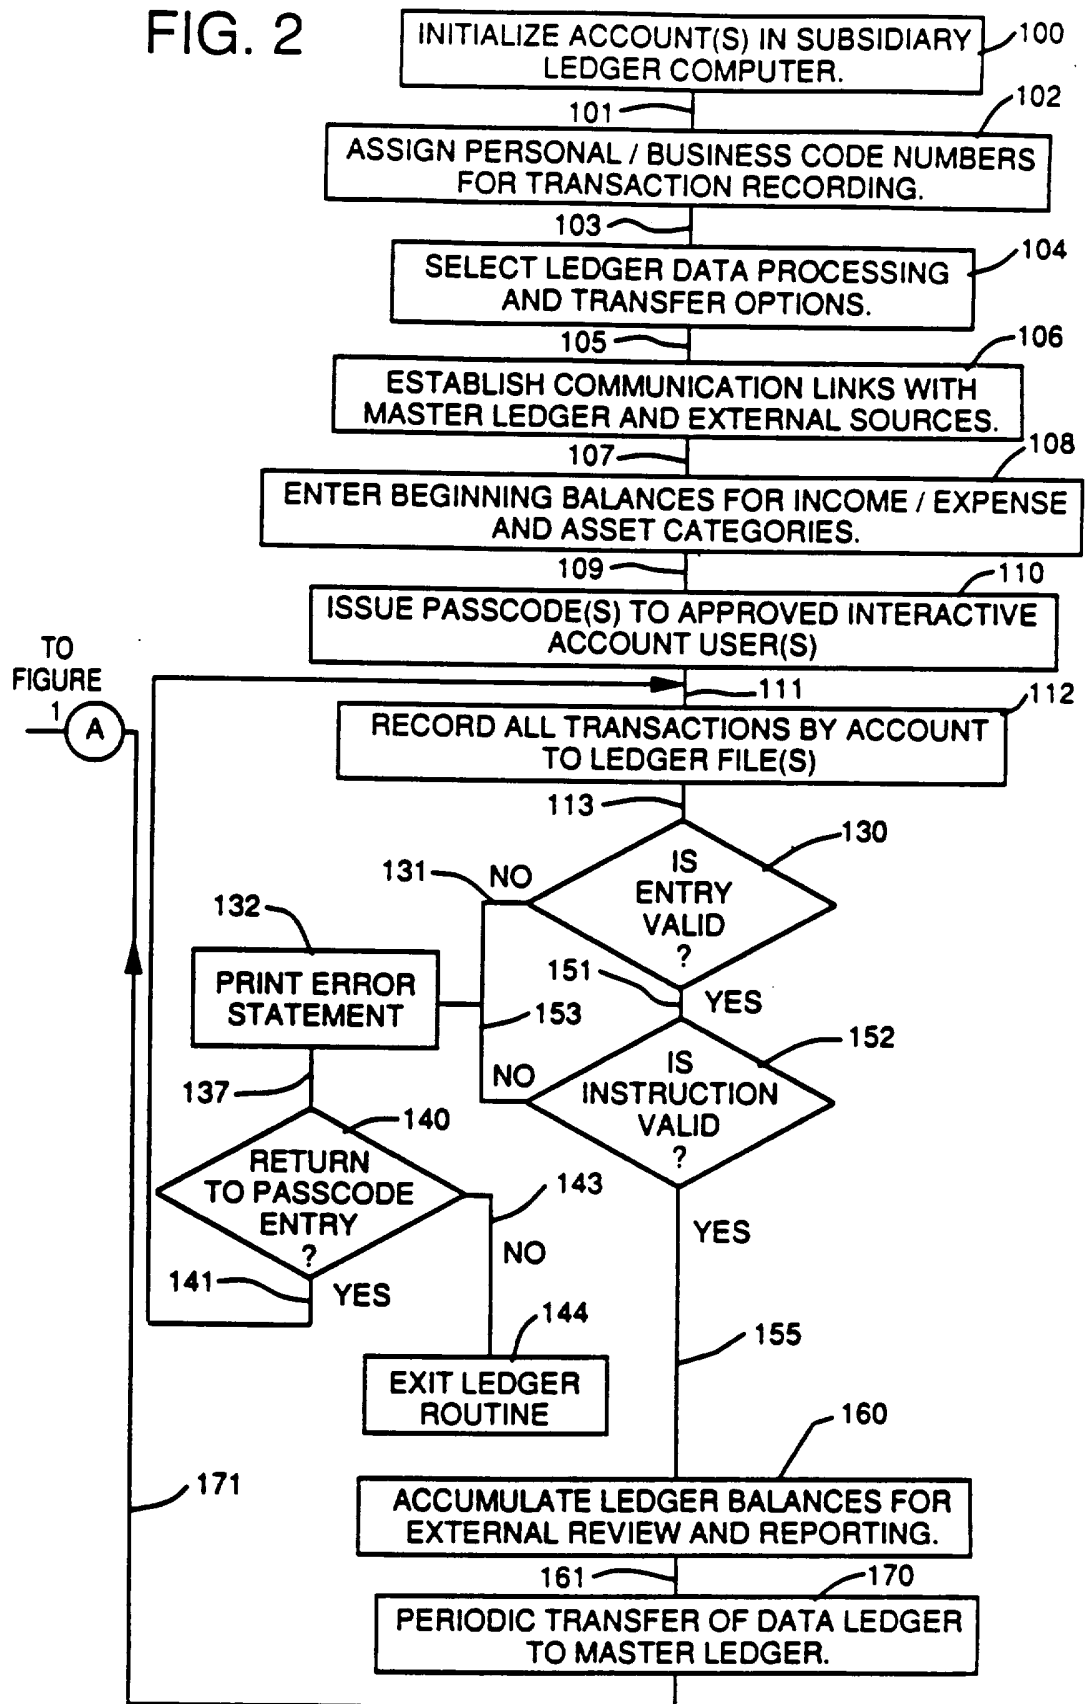 FIG. 2
INITIALIZE ACCOUNT(S) IN SUBSIDIARY
LEDGER COMPUTER.
100
101
102
ASSIGN PERSONAL / BUSINESS CODE NUMBERS
FOR TRANSACTION RECORDING.
103
104
SELECT LEDGER DATA PROCESSING
AND TRANSFER OPTIONS.
105
106
ESTABLISH COMMUNICATION LINKS WITH
MASTER LEDGER AND EXTERNAL SOURCES.
107
108
ENTER BEGINNING BALANCES FOR INCOME / EXPENSE
AND ASSET CATEGORIES.
109
110
ISSUE PASSCODE(S) TO APPROVED INTERACTIVE
ACCOUNT USER(S)
TO
FIGURE
1
A
111
112
RECORD ALL TRANSACTIONS BY ACCOUNT
TO LEDGER FILE(S)
113
130
IS
ENTRY
VALID
?
131
NO
132
PRINT ERROR
STATEMENT
151
YES
153
152
IS
INSTRUCTION
VALID
?
NO
137
140
RETURN
TO PASSCODE
ENTRY
?
143
NO
YES
141
YES
144
EXIT LEDGER
ROUTINE
155
160
171
ACCUMULATE LEDGER BALANCES FOR
EXTERNAL REVIEW AND REPORTING.
161
170
PERIODIC TRANSFER OF DATA LEDGER
TO MASTER LEDGER.